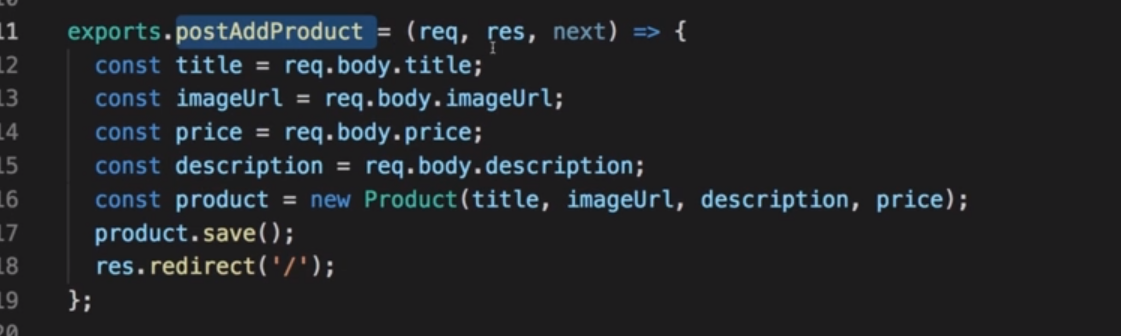 11 exports.postAddProduct = (req, res, next) => {
12 const title = req.body.title;
13 const imageUrl = req.body.imageUrl;
14 const price = req.body.price;
15 const description = req.body.description;
16 const product = new Product(title, imageUrl, description, price);
17 product.save();
18 res.redirect('/');
19 };